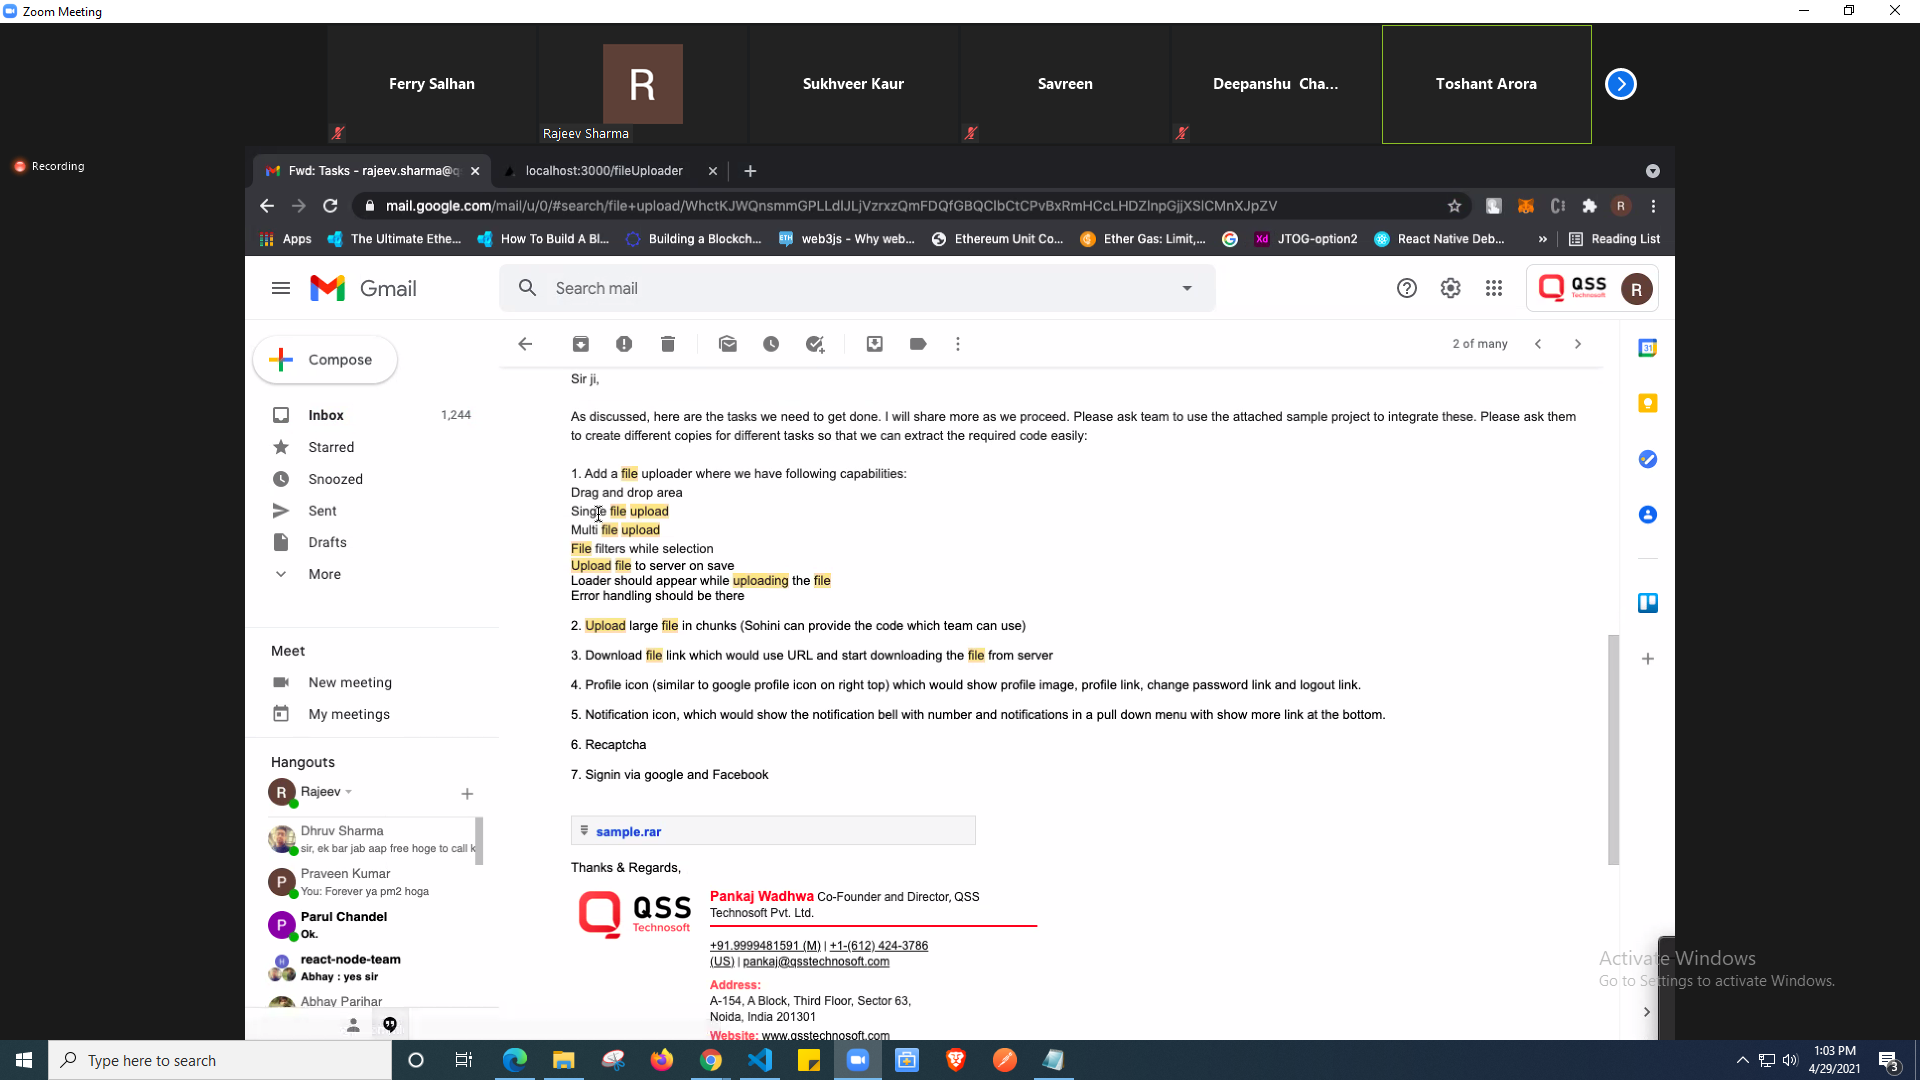 Zoom Meeting
Ferry Salhan
R
Rajeev Sharma
Sukhveer Kaur
Savreen
Deepanshu Cha...
Toshant Arora
Recording
Fwd: Tasks - rajeev.sharma@q
localhost:3000/fileUploader
mail.google.com/mail/u/0/#search/file+upload/WhctKJWQnsmmGPLLdlJLjVzrxzQmFDQfGBQClbCtCPvBxRmHCcLHDZlnpGjjXSlCMnXJpZV
R
Apps
The Ultimate Ethe...
How To Build A Bl...
Building a Blockch...
web3js - Why web...
Ethereum Unit Co...
Ether Gas: Limit,...
Xd JTOG-option2
React Native Deb...
»
Reading List
Gmail
Search mail
QSS
Technosoft
R
Compose
2 of many
Inbox 1,244
Starred
Snoozed
Sent
Drafts
More
Meet
New meeting
My meetings
Hangouts
R Rajeev
Dhruv Sharma
sir, ek bar jab aap free hoge to call k
P Praveen Kumar
You: Forever ya pm2 hoga
P Parul Chandel
Ok.
H react-node-team
Abhay : yes sir
Abhay Parihar
Sir ji,
As discussed, here are the tasks we need to get done. I will share more as we proceed. Please ask team to use the attached sample project to integrate these. Please ask them
to create different copies for different tasks so that we can extract the required code easily:
1. Add a file uploader where we have following capabilities:
Drag and drop area
Single file upload
Multi file upload
File filters while selection
Upload file to server on save
Loader should appear while uploading the file
Error handling should be there
2. Upload large file in chunks (Sohini can provide the code which team can use)
3. Download file link which would use URL and start downloading the file from server
4. Profile icon (similar to google profile icon on right top) which would show profile image, profile link, change password link and logout link.
5. Notification icon, which would show the notification bell with number and notifications in a pull down menu with show more link at the bottom.
6. Recaptcha
7. Signin via google and Facebook
sample.rar
Thanks & Regards,
QSS
Technosoft
Pankaj Wadhwa Co-Founder and Director, QSS
Technosoft Pvt. Ltd.
+91.9999481591 (M) | +1-(612) 424-3786
(US) | pankaj@qsstechnosoft.com
Address:
A-154, A Block, Third Floor, Sector 63,
Noida, India 201301
Website: www.qsstechnosoft.com
31
Activate Windows
Go to Settings to activate Windows.
Type here to search
1:03 PM
4/29/2021
3